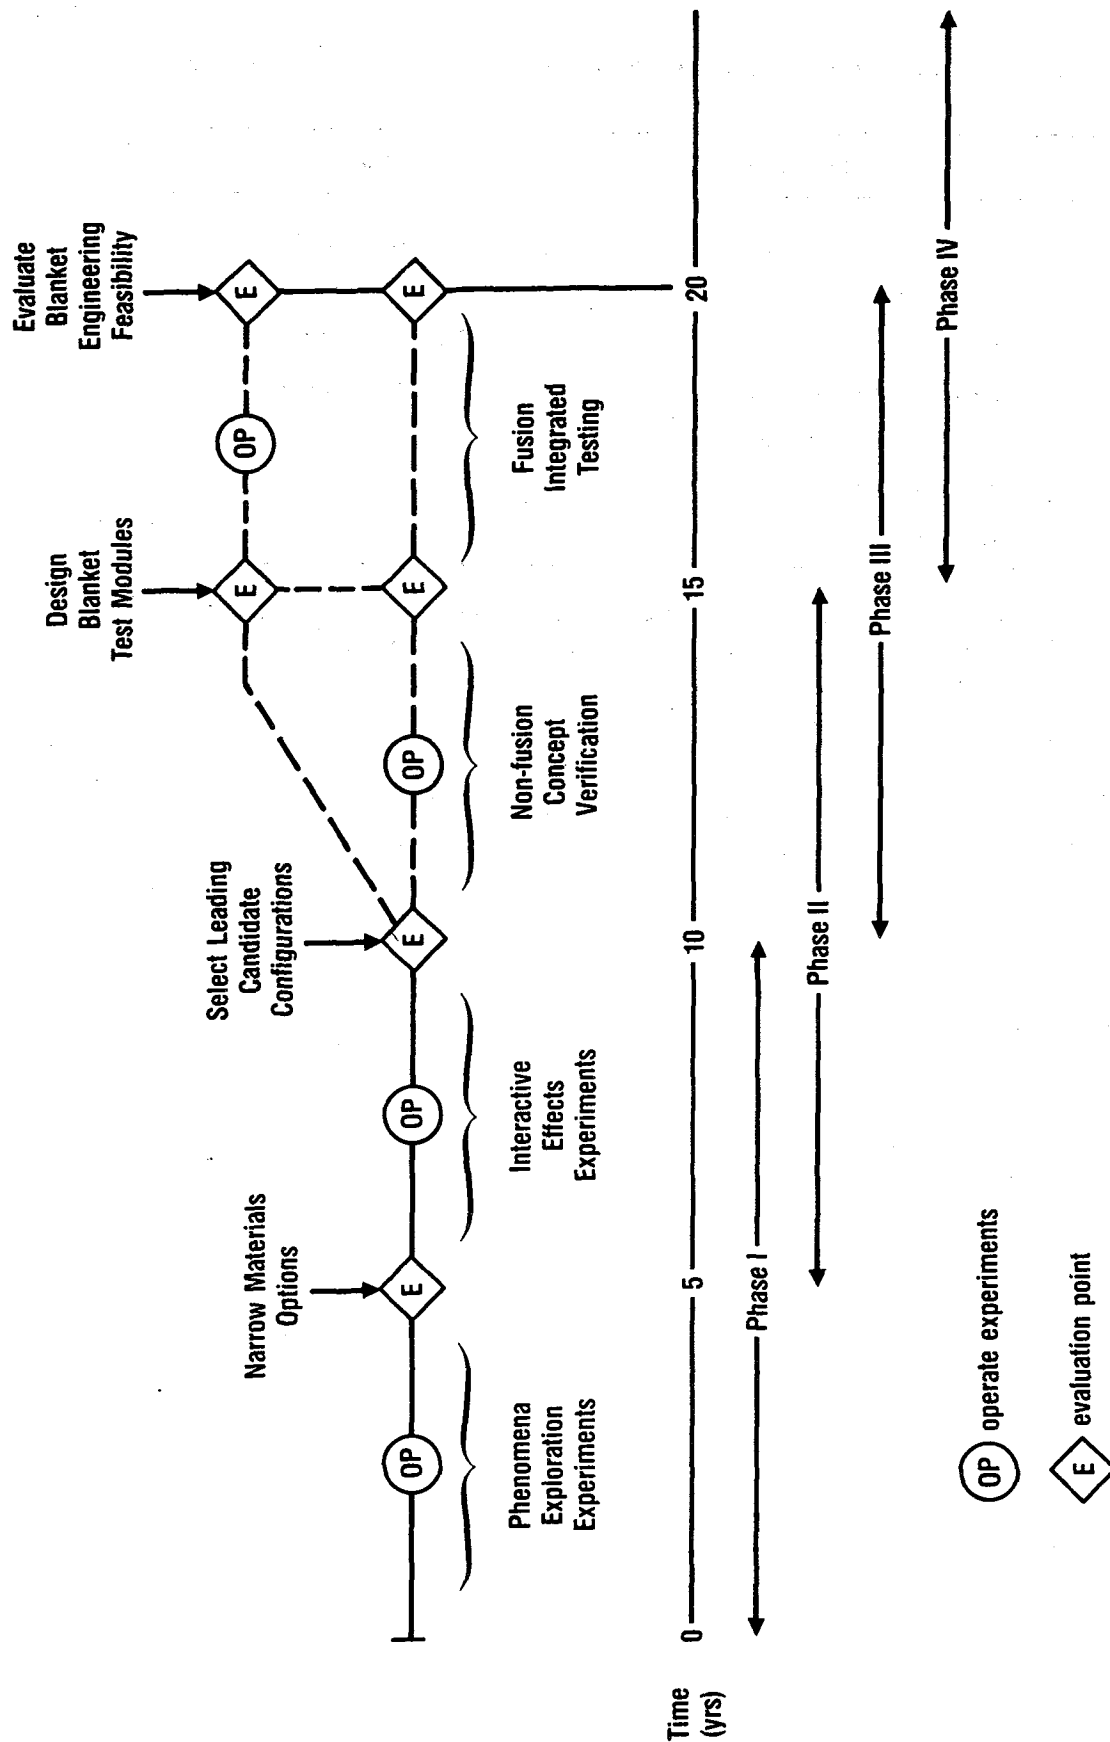 Evaluate
Blanket
Engineering
Feasibility
Design
Blanket
Test Modules
Select Leading
Candidate
Configurations
Narrow Materials
Options
E
OP
E
OP
E
OP
E
OP
E
OP
E
E
Phenomena
Exploration
Experiments
Interactive
Effects
Experiments
Non-fusion
Concept
Verification
Fusion
Integrated
Testing
Time
(yrs)
0
5
10
15
20
Phase I
Phase II
Phase III
Phase IV
OP operate experiments
E evaluation point